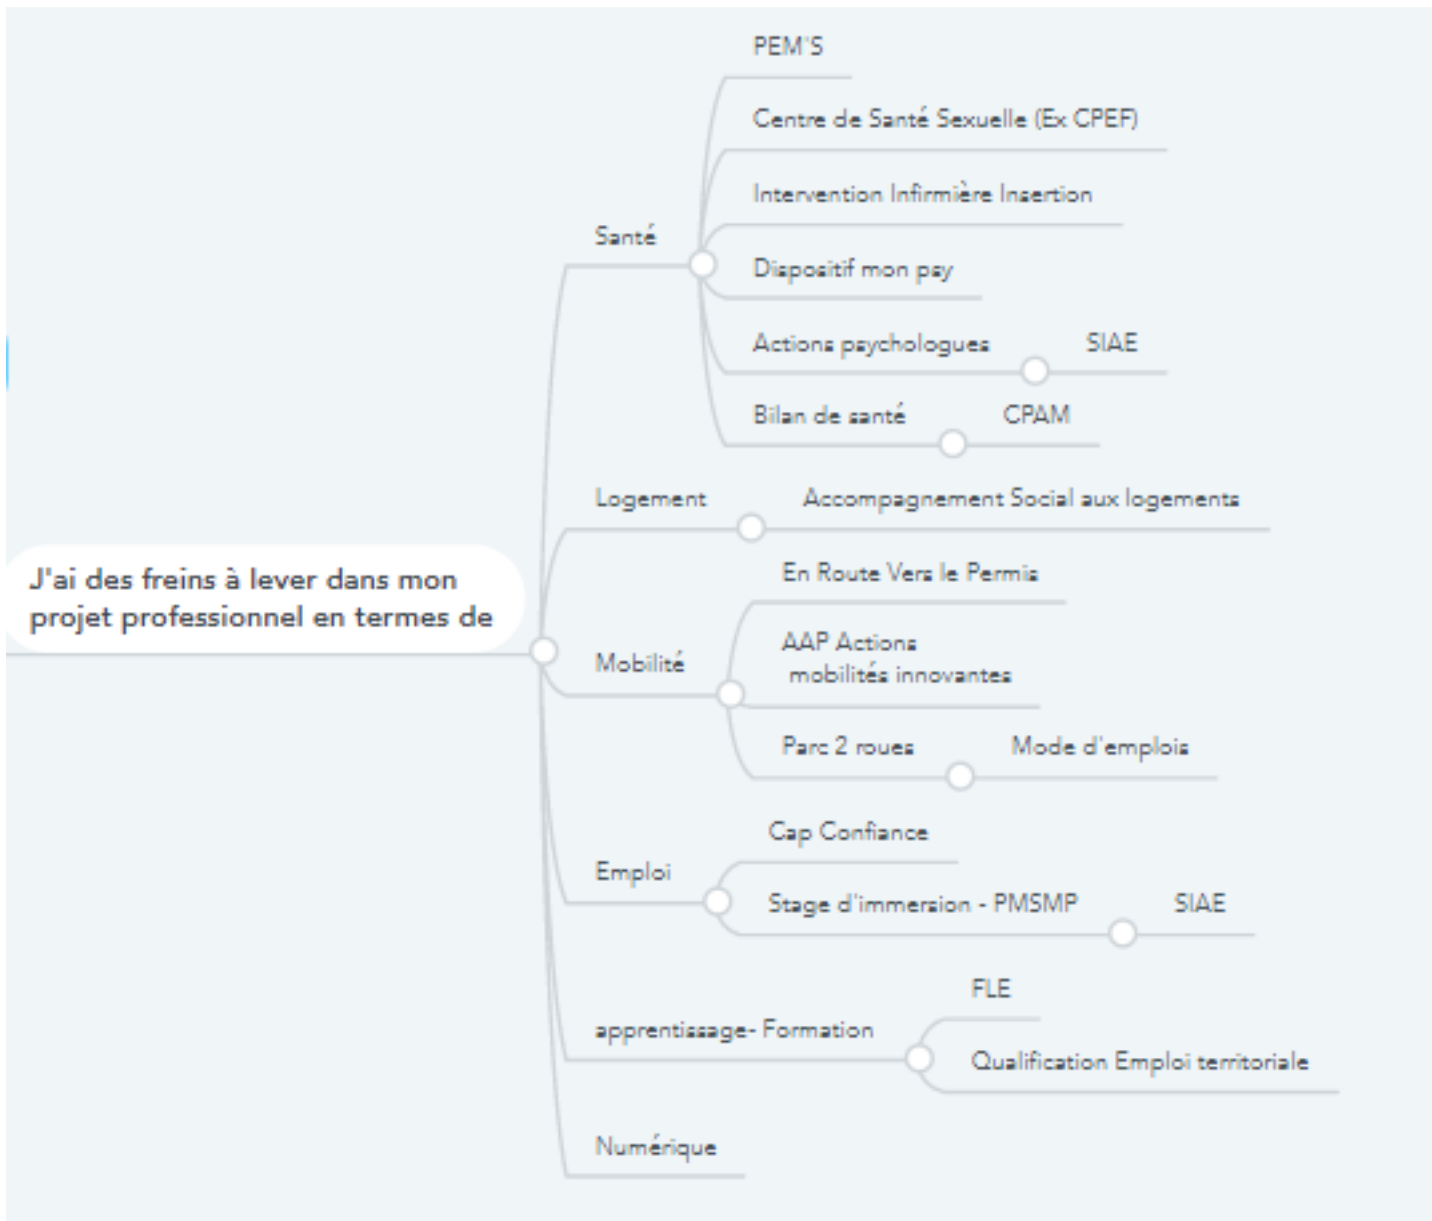 PEM'S
Centre de Santé Sexuelle (Ex CPEF)
Intervention Infirmière Insertion
Santé
Dispositif mon psy
Actions psychologues
SIAE
Bilan de santé
CPAM
Logement
Accompagnement Social aux logements
J'ai des freins à lever dans mon
projet professionnel en termes de
En Route Vers le Permis
AAP Actions
mobilités innovantes
Mobilité
Parc 2 roues
Mode d'emplois
Cap Confiance
Emploi
Stage d'immersion - PMSMP
SIAE
FLE
apprentissage- Formation
Qualification Emploi territoriale
Numérique